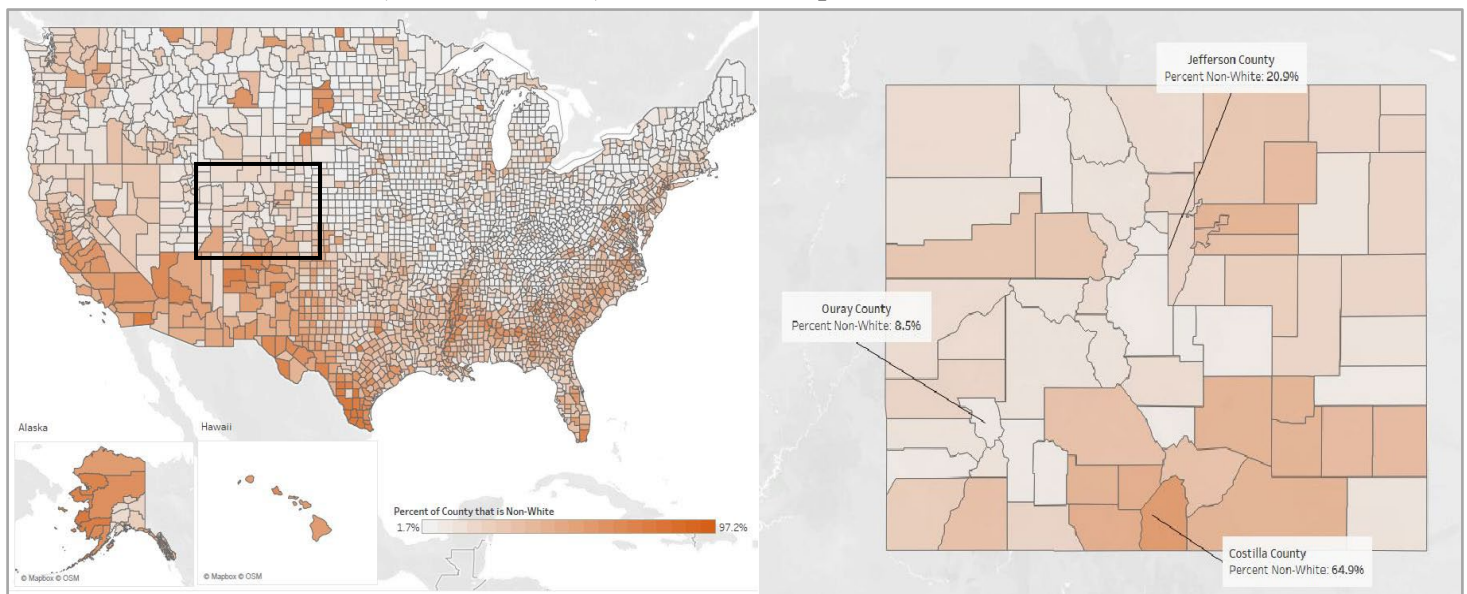 Jefferson County
Percent Non-White: 20.9%
Ouray County
Percent Non-White: 8.5%
Alaska
Hawaii
Percent of County that is Non-White
1.7%
97.2%
Costilla County
Percent Non-White: 64.9%
© Mapbox © OSM
© Mapbox © OSM